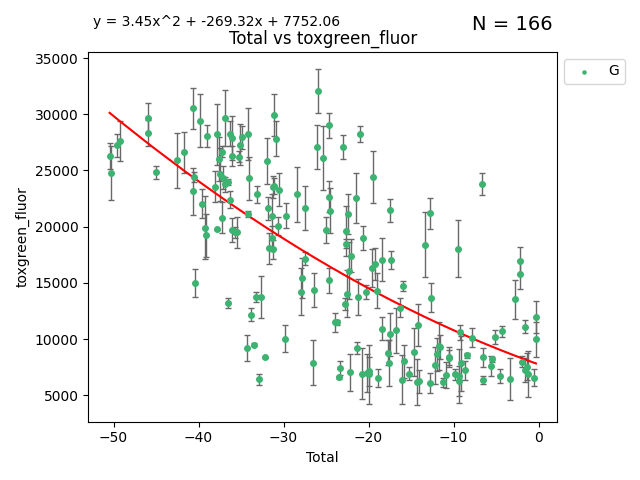 y = 3.45x^2 + -269.32x + 7752.06
N = 166
Total vs toxgreen_fluor
G
35000
30000
25000
20000
15000
10000
5000
toxgreen_fluor
−50 −40 −30 −20 −10 0
Total